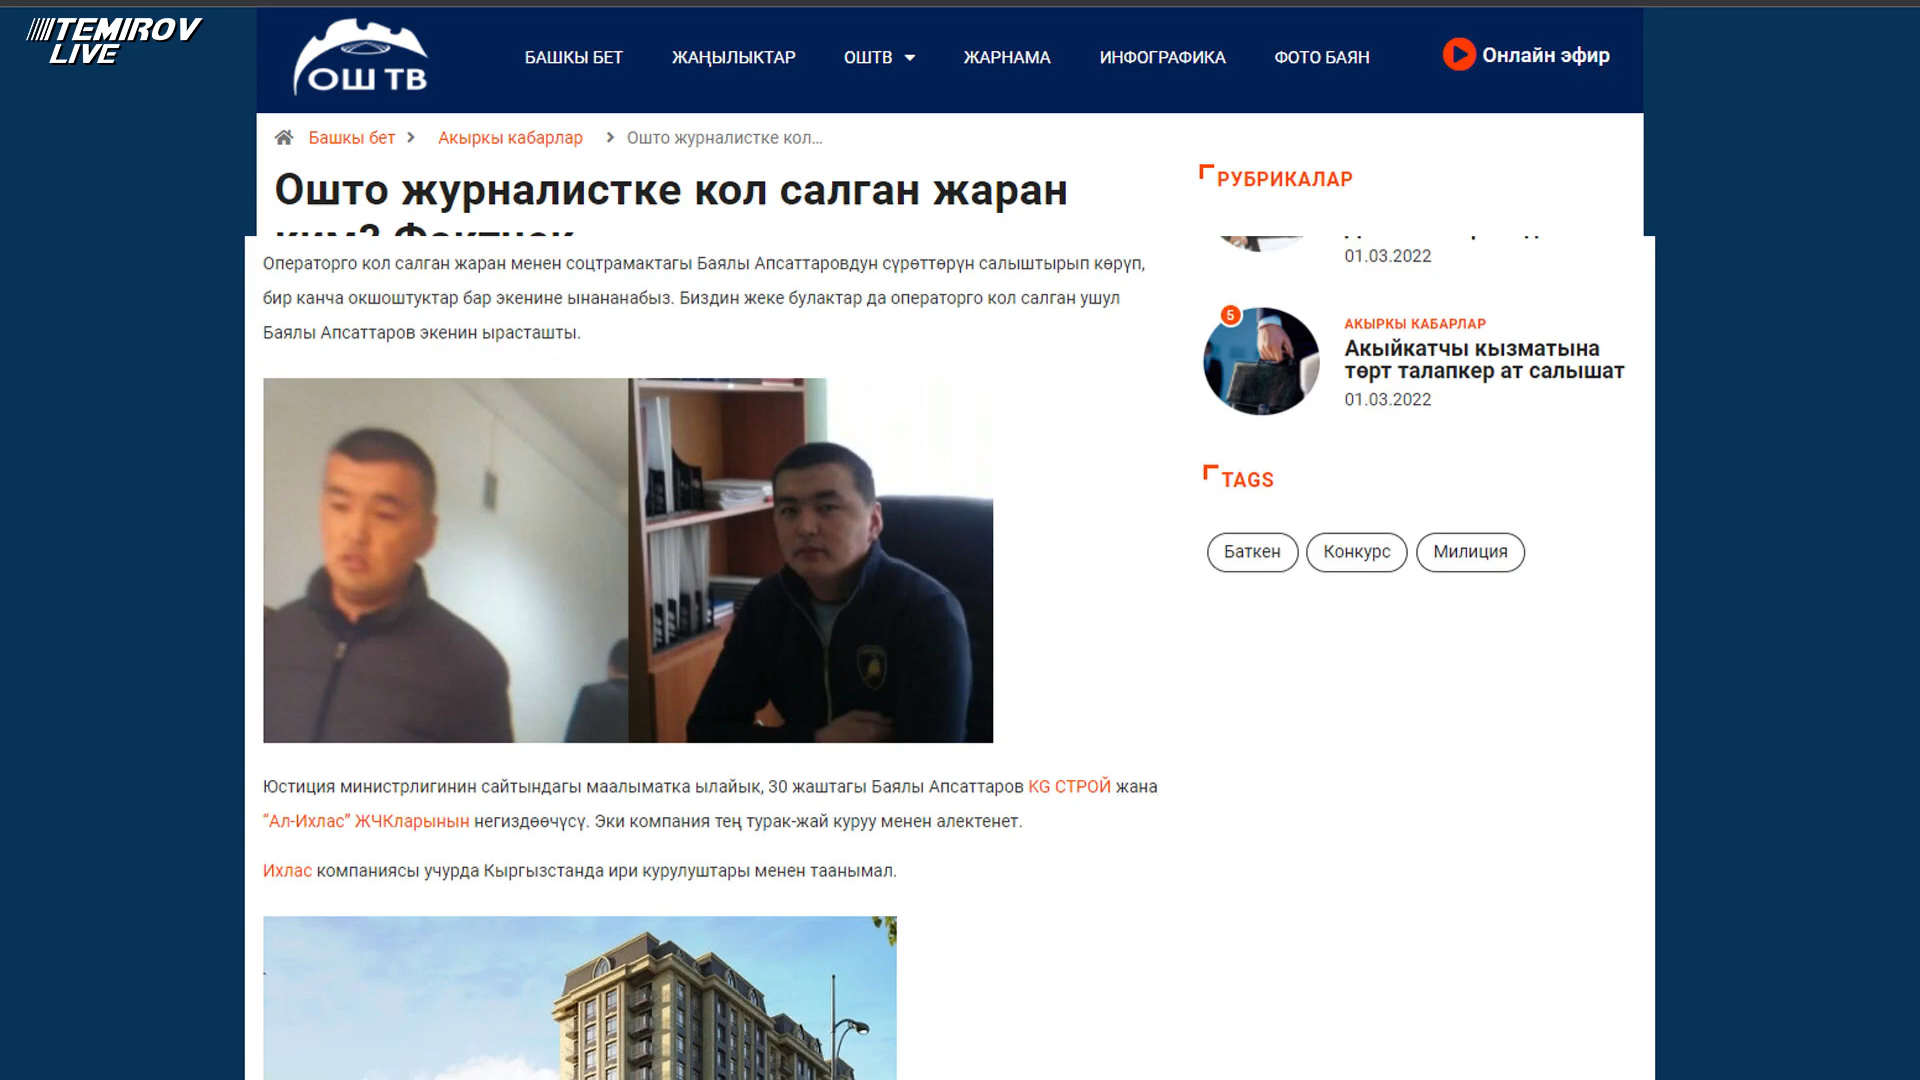 TEMIROV
LIVE
ОШ ТВ
БАШКЫ БЕТ ЖАҢЫЛЫКТАР ОШТВ ЖАРНАМА ИНФОГРАФИКА ФОТО БАЯН Онлайн эфир
Башкы бет Акыркы кабарлар Ошто журналистке кол...
Ошто журналистке кол салган жаран
ким? Фактчек
Операторго кол салган жаран менен соцтрамактагы Баялы Апсаттаровдун сүрөттөрүн салыштырып көрүп,
бир канча окшоштуктар бар экенине ынананабыз. Биздин жеке булактар да операторго кол салган ушул
Баялы Апсаттаров экенин ырасташты.
Юстиция министрлигинин сайтындагы маалыматка ылайык, 30 жаштагы Баялы Апсаттаров KG СТРОЙ жана
“Ал-Ихлас” ЖЧКларынын негиздөөчүсү. Эки компания тең турак-жай куруу менен алектенет.
Ихлас компаниясы учурда Кыргызстанда ири курулуштары менен таанымал.
РУБРИКАЛАР
01.03.2022
5
АКЫРКЫ КАБАРЛАР
Акыйкатчы кызматына
төрт талапкер ат салышат
01.03.2022
TAGS
Баткен Конкурс Милиция